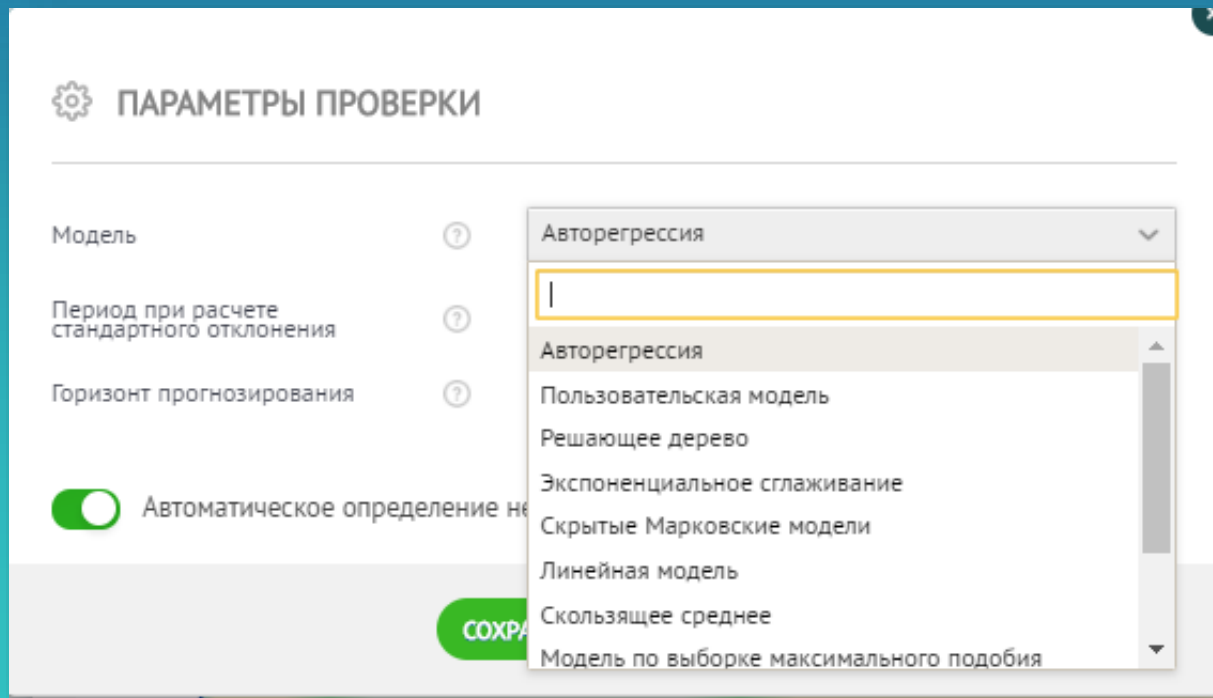 ПАРАМЕТРЫ ПРОВЕРКИ
Модель
Авторегрессия
Период при расчете
стандартного отклонения
Горизонт прогнозирования
Авторегрессия
Пользовательская модель
Решающее дерево
Экспоненциальное сглаживание
Скрытые Марковские модели
Линейная модель
Скользящее среднее
Модель по выборке максимального подобия
Автоматическое определение